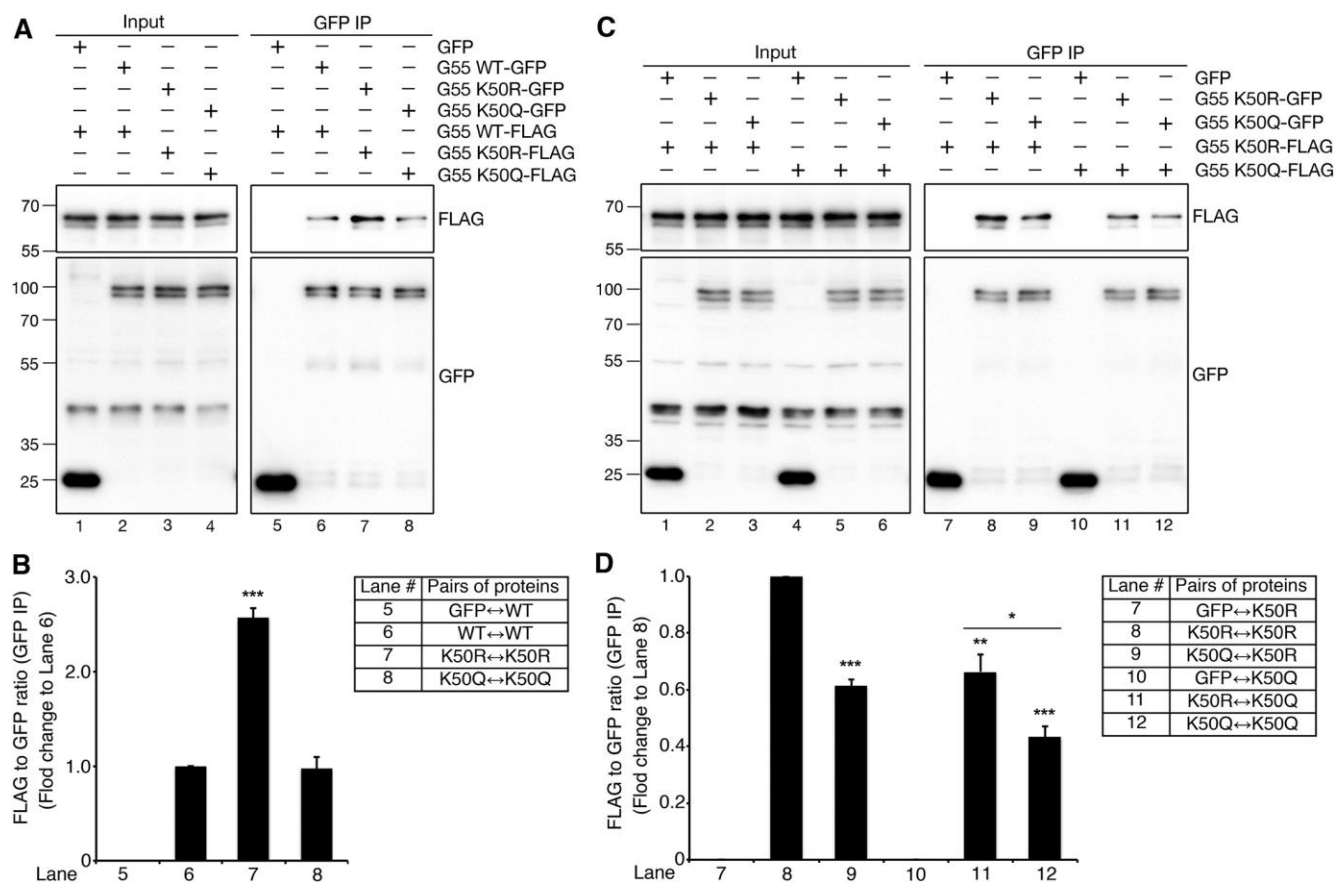 A
Input
GFP IP
+ − − − + − − − GFP
− + − − − + − − G55 WT-GFP
− − + − − − + − G55 K50R-GFP
− − − + − − − + G55 K50Q-GFP
+ + − − + + − − G55 WT-FLAG
− − + − − − + − G55 K50R-FLAG
− − − + − − − + G55 K50Q-FLAG
70
55
FLAG
100
70
55
35
25
GFP
1 2 3 4 5 6 7 8
C
Input
GFP IP
+ − − + − − + − − + − − GFP
− + − − + − − + − − + − G55 K50R-GFP
− − + − − + − − + − − + G55 K50Q-GFP
+ + + − − − + + + − − − G55 K50R-FLAG
− − − + + + − − − + + + G55 K50Q-FLAG
70
55
FLAG
100
70
55
35
25
GFP
1 2 3 4 5 6 7 8 9 10 11 12
B
FLAG to GFP ratio (GFP IP)
(Flod change to Lane 6)
3.0
2.0
1.0
0.0
***
Lane 5 6 7 8
Lane # Pairs of proteins
5 GFP↔WT
6 WT↔WT
7 K50R↔K50R
8 K50Q↔K50Q
D
FLAG to GFP ratio (GFP IP)
(Flod change to Lane 8)
1.0
0.8
0.6
0.4
0.2
0
***
**
*
***
Lane 7 8 9 10 11 12
Lane # Pairs of proteins
7 GFP↔K50R
8 K50R↔K50R
9 K50Q↔K50R
10 GFP↔K50Q
11 K50R↔K50Q
12 K50Q↔K50Q